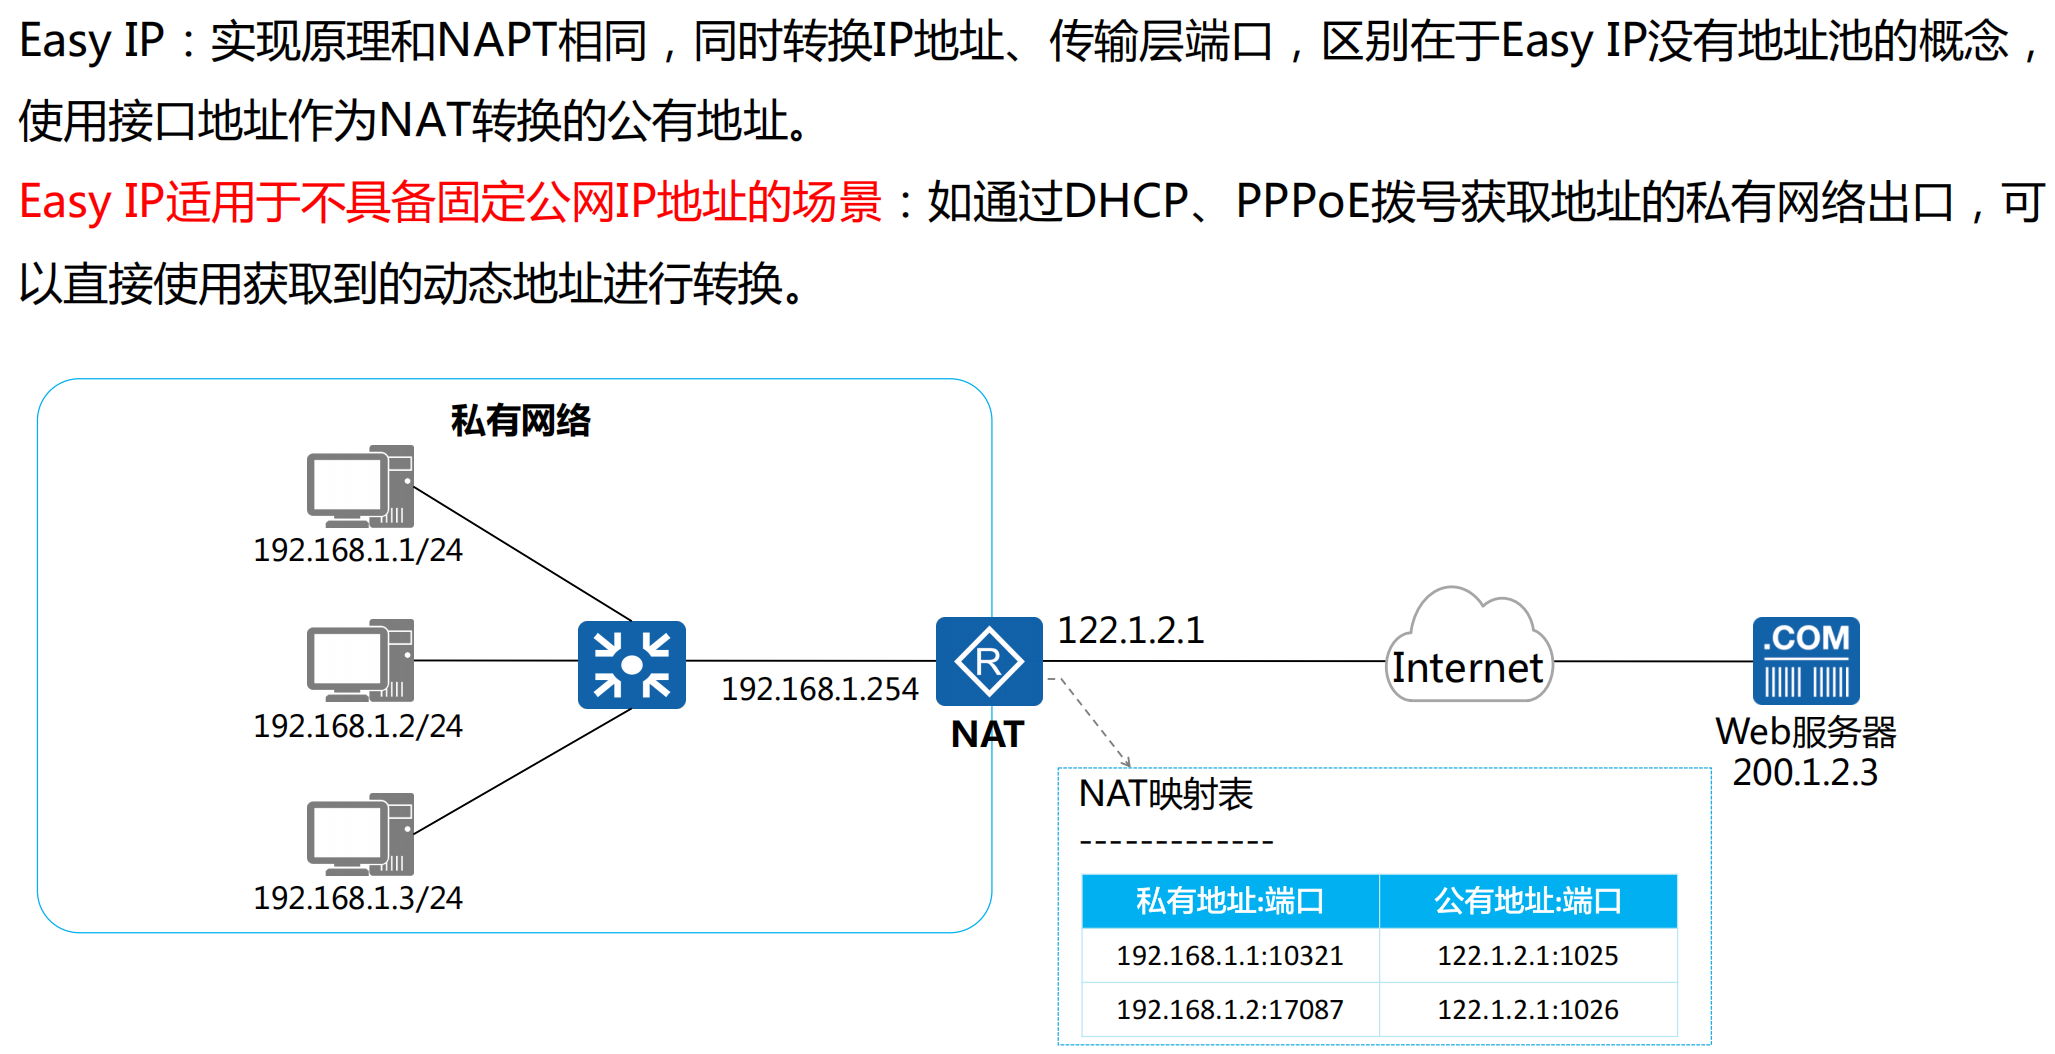 Easy IP：实现原理和NAPT相同，同时转换IP地址、传输层端口，区别在于Easy IP没有地址池的概念，
使用接口地址作为NAT转换的公有地址。
Easy IP适用于不具备固定公网IP地址的场景：如通过DHCP、PPPoE拨号获取地址的私有网络出口，可
以直接使用获取到的动态地址进行转换。
私有网络
192.168.1.1/24
192.168.1.2/24
192.168.1.3/24
192.168.1.254
R
NAT
122.1.2.1
Internet
.COM
Web服务器
200.1.2.3
NAT映射表
-------------
私有地址:端口 公有地址:端口
192.168.1.1:10321 122.1.2.1:1025
192.168.1.2:17087 122.1.2.1:1026